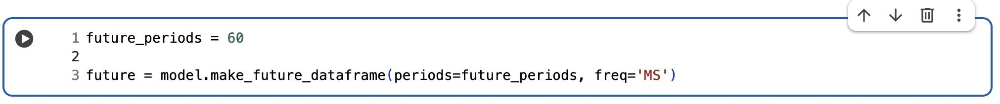 1 future_periods = 60
2
3 future = model.make_future_dataframe(periods=future_periods, freq='MS')